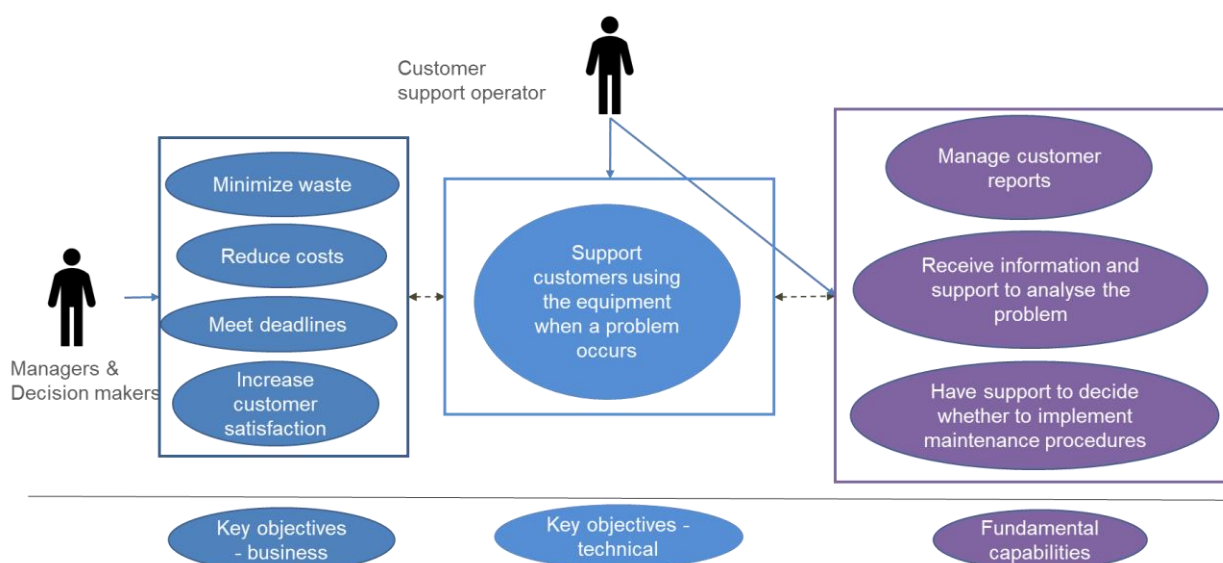 Customer
support operator
Managers &
Decision makers
Minimize waste
Reduce costs
Meet deadlines
Increase
customer
satisfaction
Support
customers using
the equipment
when a problem
occurs
Manage customer
reports
Receive information and
support to analyse the
problem
Have support to decide
whether to implement
maintenance procedures
Key objectives
- business
Key objectives -
technical
Fundamental
capabilities